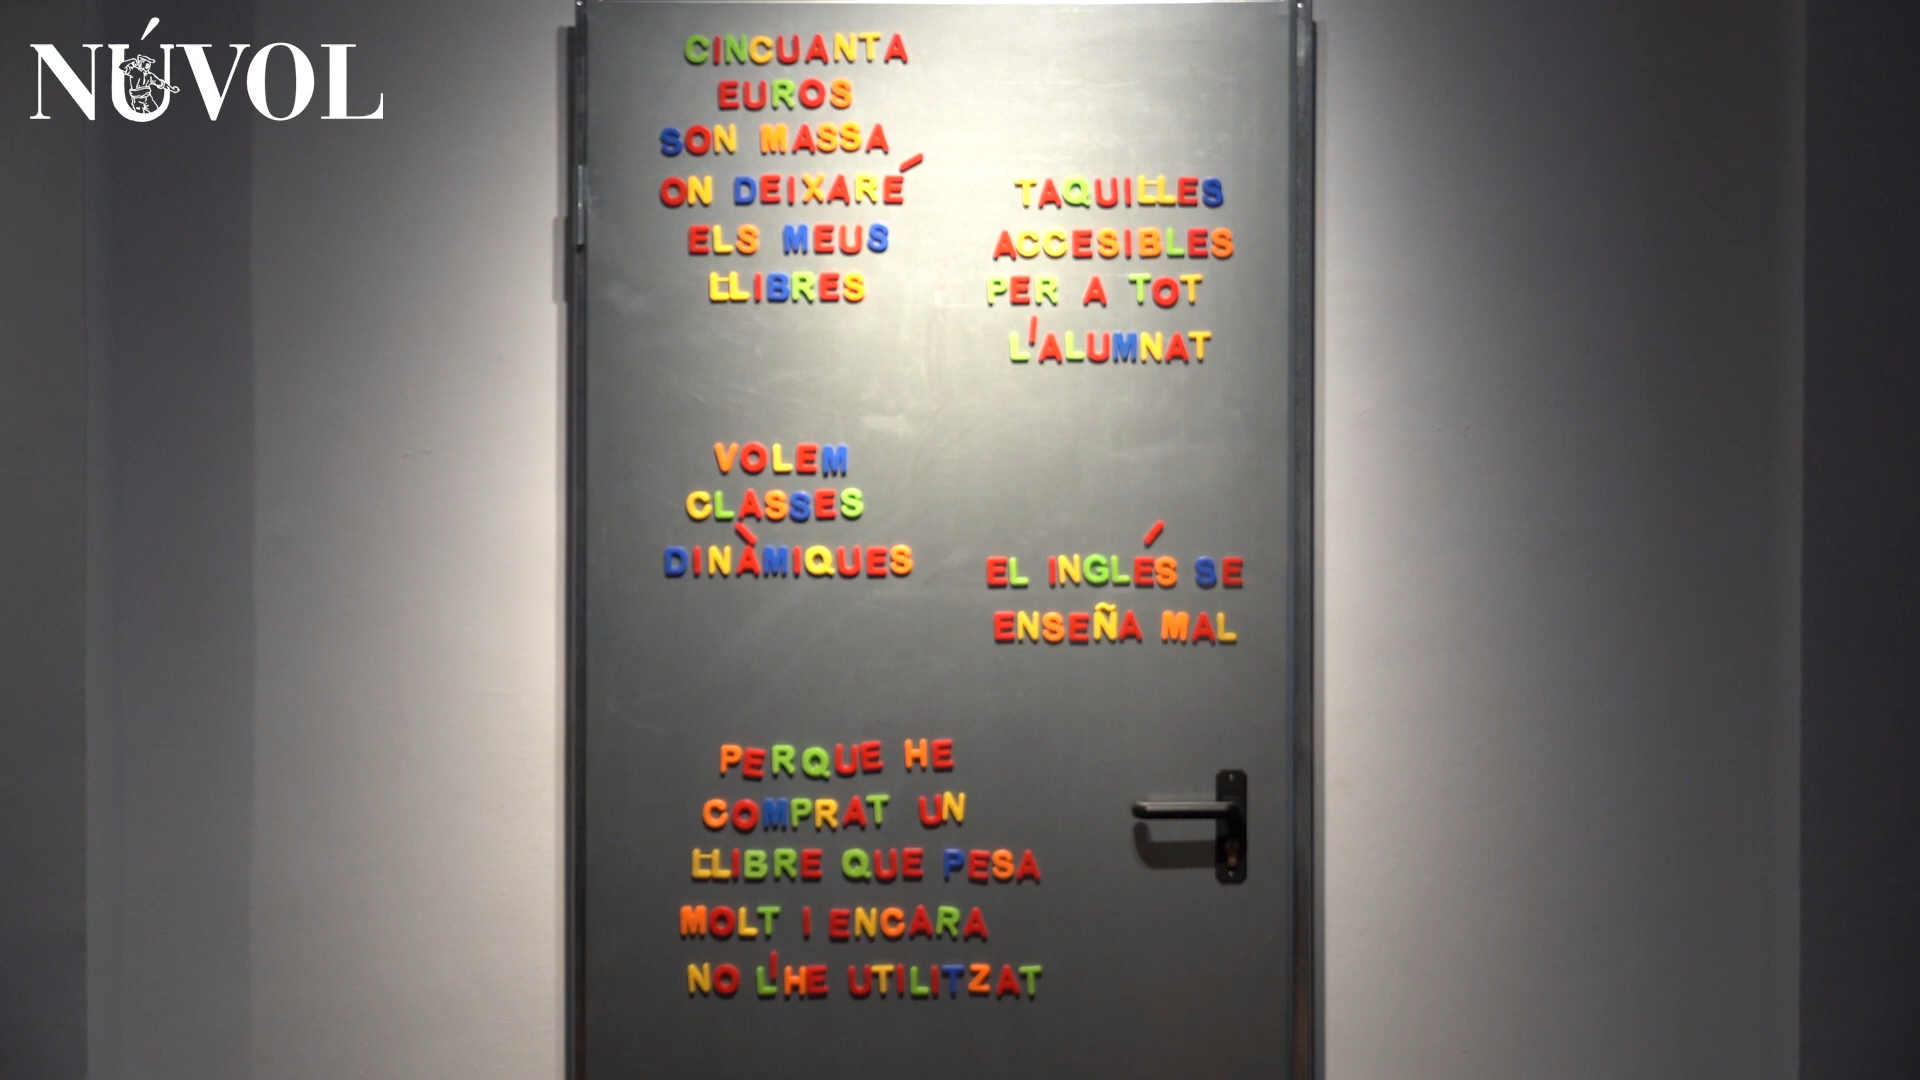 NÚVOL
CINCUANTA
EUROS
SON MASSA
ON DEIXARÉ
ELS MEUS
LLIBRES
TAQUILLES
ACCESIBLES
PER A TOT
L'ALUMNAT
VOLEM
CLASSES
DINÀMIQUES
EL INGLÉS SE
ENSEÑA MAL
PERQUE HE
COMPRAT UN
LLIBRE QUE PESA
MOLT I ENCARA
NO L'HE UTILITZAT